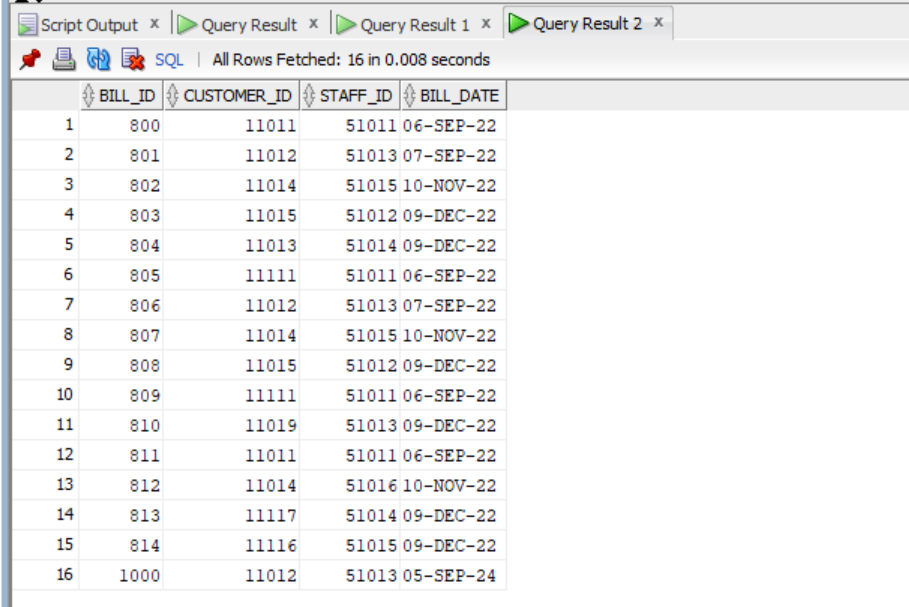 Script Output x Query Result x Query Result 1 x Query Result 2 x
SQL | All Rows Fetched: 16 in 0.008 seconds
BILL_ID CUSTOMER_ID STAFF_ID BILL_DATE
1 800 11011 51011 06-SEP-22
2 801 11012 51013 07-SEP-22
3 802 11014 51015 10-NOV-22
4 803 11015 51012 09-DEC-22
5 804 11013 51014 09-DEC-22
6 805 11111 51011 06-SEP-22
7 806 11012 51013 07-SEP-22
8 807 11014 51015 10-NOV-22
9 808 11015 51012 09-DEC-22
10 809 11111 51011 06-SEP-22
11 810 11019 51013 09-DEC-22
12 811 11011 51011 06-SEP-22
13 812 11014 51016 10-NOV-22
14 813 11117 51014 09-DEC-22
15 814 11116 51015 09-DEC-22
16 1000 11012 51013 05-SEP-24